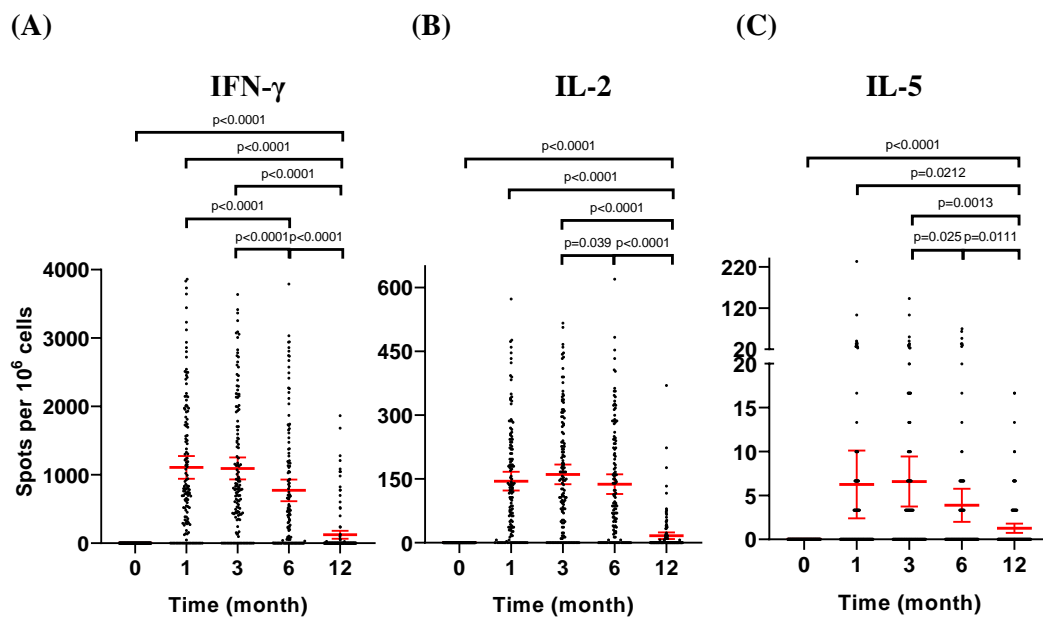 (A)
(B)
(C)
IFN-γ
IL-2
IL-5
p<0.0001
p<0.0001
p<0.0001
p<0.0001
p<0.0001 p<0.0001
p<0.0001
p<0.0001
p<0.0001
p=0.039 p<0.0001
p<0.0001
p=0.0212
p=0.0013
p=0.025 p=0.0111
Spots per 10⁶ cells
4000
3000
2000
1000
0
0 1 3 6 12
Time (month)
600
450
300
150
0
0 1 3 6 12
Time (month)
220
120
20
20
15
10
5
0
0 1 3 6 12
Time (month)